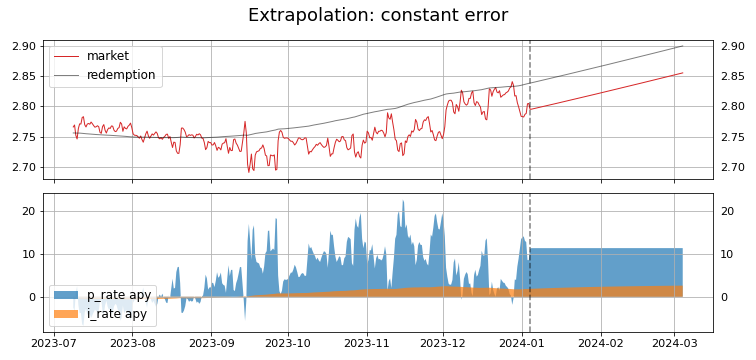 Extrapolation: constant error
2.90
2.85
2.80
2.75
2.70
market
redemption
2.90
2.85
2.80
2.75
2.70
20
10
0
p_rate apy
i_rate apy
20
10
0
2023-07 2023-08 2023-09 2023-10 2023-11 2023-12 2024-01 2024-02 2024-03